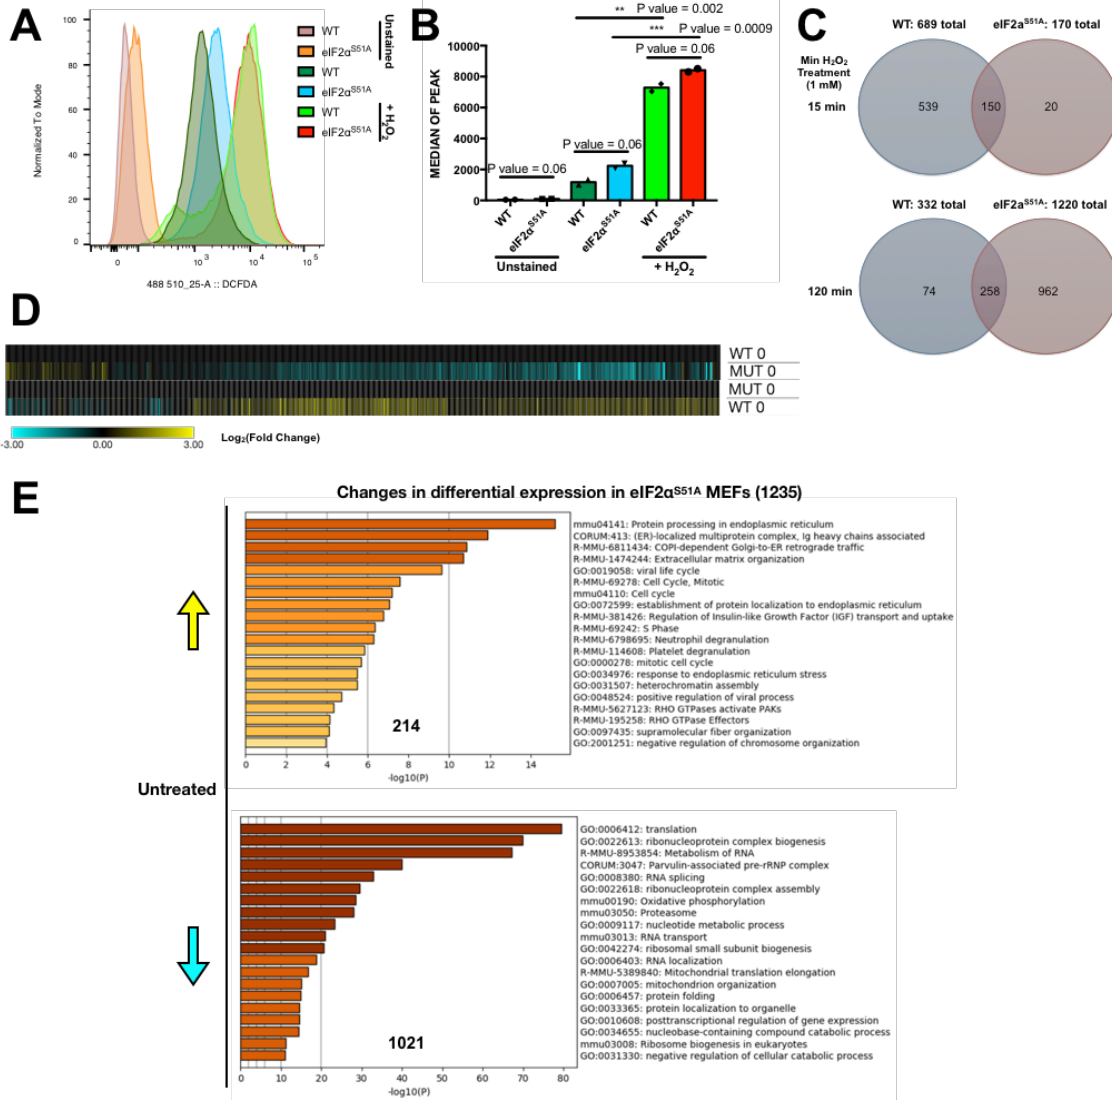 A
Normalized To Mode
100
80
60
40
20
0
0
10³
10⁴
10⁵
488 510_25-A :: DCFDA
WT
eIF2α^S51A
WT
eIF2α^S51A
WT
eIF2α^S51A
Unstained
+ H₂O₂
B
** P value = 0.002
*** P value = 0.0009
P value = 0.06
P value = 0.06
P value = 0.06
MEDIAN OF PEAK
10000
8000
6000
4000
2000
0
WT
eIF2α^S51A
WT
eIF2α^S51A
WT
eIF2α^S51A
Unstained
+ H₂O₂
C
WT: 689 total eIF2a^S51A: 170 total
Min H₂O₂
Treatment
(1 mM)
15 min
539 150 20
WT: 332 total eIF2a^S51A: 1220 total
120 min
74 258 962
D
WT 0
MUT 0
MUT 0
WT 0
-3.00 0.00 3.00
Log₂(Fold Change)
E
Changes in differential expression in eIF2α^S51A MEFs (1235)
mmu04141: Protein processing in endoplasmic reticulum
CORUM:413: (ER)-localized multiprotein complex, Ig heavy chains associated
R-MMU-6811434: COPI-dependent Golgi-to-ER retrograde traffic
R-MMU-1474244: Extracellular matrix organization
GO:0019058: viral life cycle
R-MMU-69278: Cell Cycle, Mitotic
mmu04110: Cell cycle
GO:0072599: establishment of protein localization to endoplasmic reticulum
R-MMU-381426: Regulation of Insulin-like Growth Factor (IGF) transport and uptake
R-MMU-69242: S Phase
R-MMU-6798695: Neutrophil degranulation
R-MMU-114608: Platelet degranulation
GO:0000278: mitotic cell cycle
GO:0034976: response to endoplasmic reticulum stress
GO:0031507: heterochromatin assembly
GO:0048524: positive regulation of viral process
R-MMU-5627123: RHO GTPases activate PAKs
R-MMU-195258: RHO GTPase Effectors
GO:0097435: supramolecular fiber organization
GO:2001251: negative regulation of chromosome organization
214
0 2 4 6 8 10 12 14
-log10(P)
Untreated
GO:0006412: translation
GO:0022613: ribonucleoprotein complex biogenesis
R-MMU-8953854: Metabolism of RNA
CORUM:3047: Parvulin-associated pre-rRNP complex
GO:0008380: RNA splicing
GO:0022618: ribonucleoprotein complex assembly
mmu00190: Oxidative phosphorylation
mmu03050: Proteasome
GO:0009117: nucleotide metabolic process
mmu03013: RNA transport
GO:0042274: ribosomal small subunit biogenesis
GO:0006403: RNA localization
R-MMU-5389840: Mitochondrial translation elongation
GO:0007005: mitochondrion organization
GO:0006457: protein folding
GO:0033365: protein localization to organelle
GO:0010608: posttranscriptional regulation of gene expression
GO:0034655: nucleobase-containing compound catabolic process
mmu03008: Ribosome biogenesis in eukaryotes
GO:0031330: negative regulation of cellular catabolic process
1021
0 10 20 30 40 50 60 70 80
-log10(P)